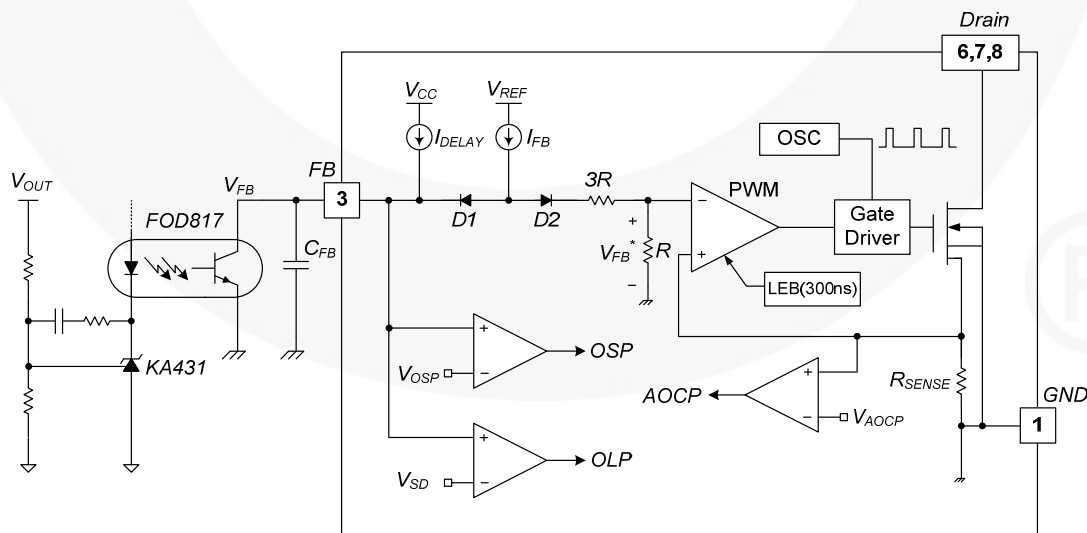 Drain
6,7,8
VCC
VREF
OSC
IDELAY
IFB
FB
3
VOUT
VFB
3R
PWM
FOD817
D1
D2
Gate
Driver
CFB
+
−
+
VFB* R
−
LEB(300ns)
+
−
OSP
KA431
VOSP
AOCP
+
−
RSENSE
GND
1
VAOCP
+
−
OLP
VSD